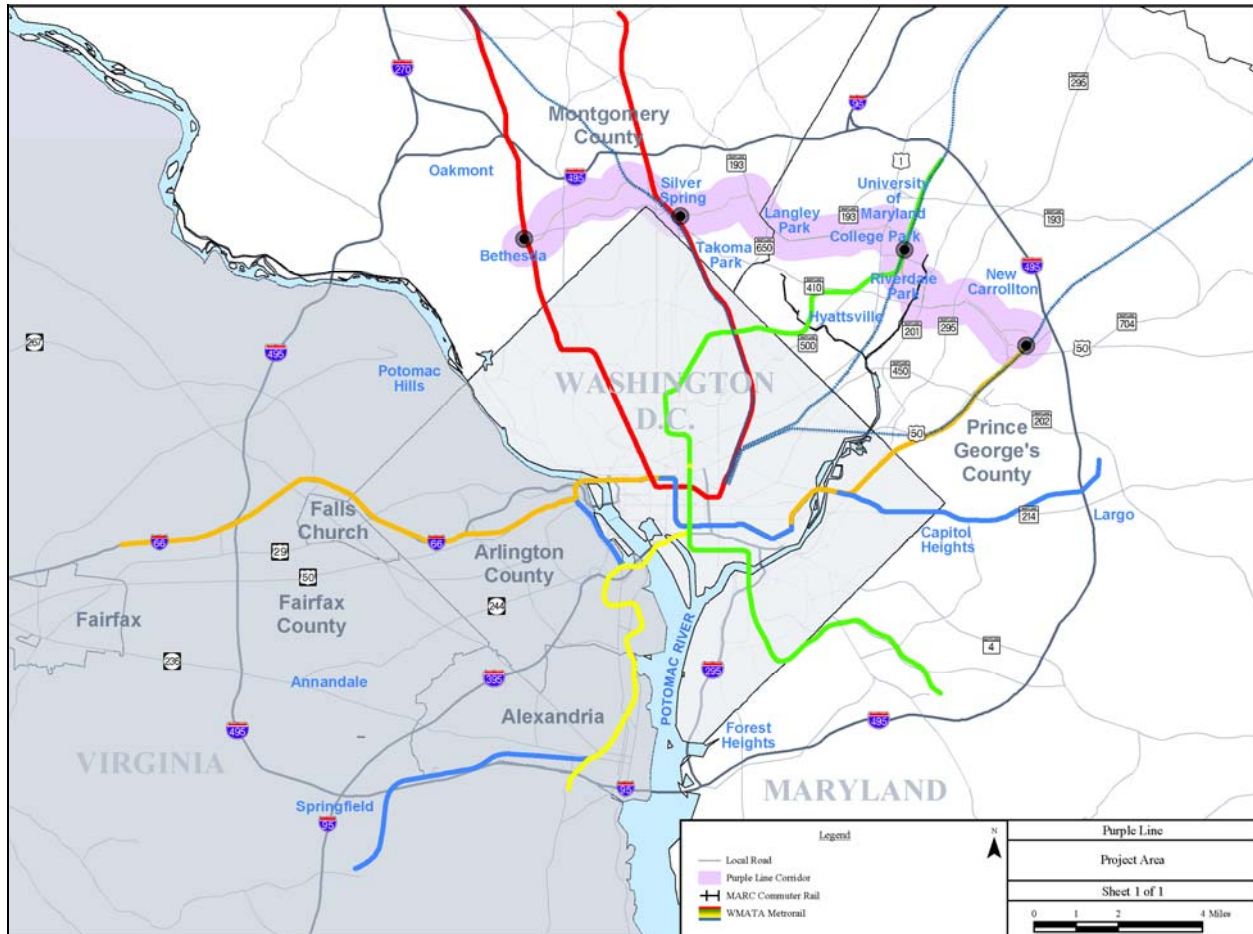 295
270
95
Montgomery
County
1
193
Oakmont
495
Silver
Spring
University
of
Maryland
Langley
Park
193
193
Bethesda
Takoma
Park
650
College Park
Riverdale
Park
New
Carrollton
495
410
Hyattsville
201
295
704
267
495
500
50
450
Potomac
Hills
WASHINGTON
D.C.
202
50
Prince
George's
County
Falls
Church
214
Largo
Capitol
Heights
66
66
29
Arlington
County
50
Fairfax
County
244
Fairfax
4
236
295
Annandale
395
POTOMAC RIVER
Alexandria
495
495
Forest
Heights
VIRGINIA
95
MARYLAND
Springfield
95
Legend
N
Local Road
Purple Line Corridor
MARC Commuter Rail
WMATA Metrorail
Purple Line
Project Area
Sheet 1 of 1
0 1 2 4 Miles